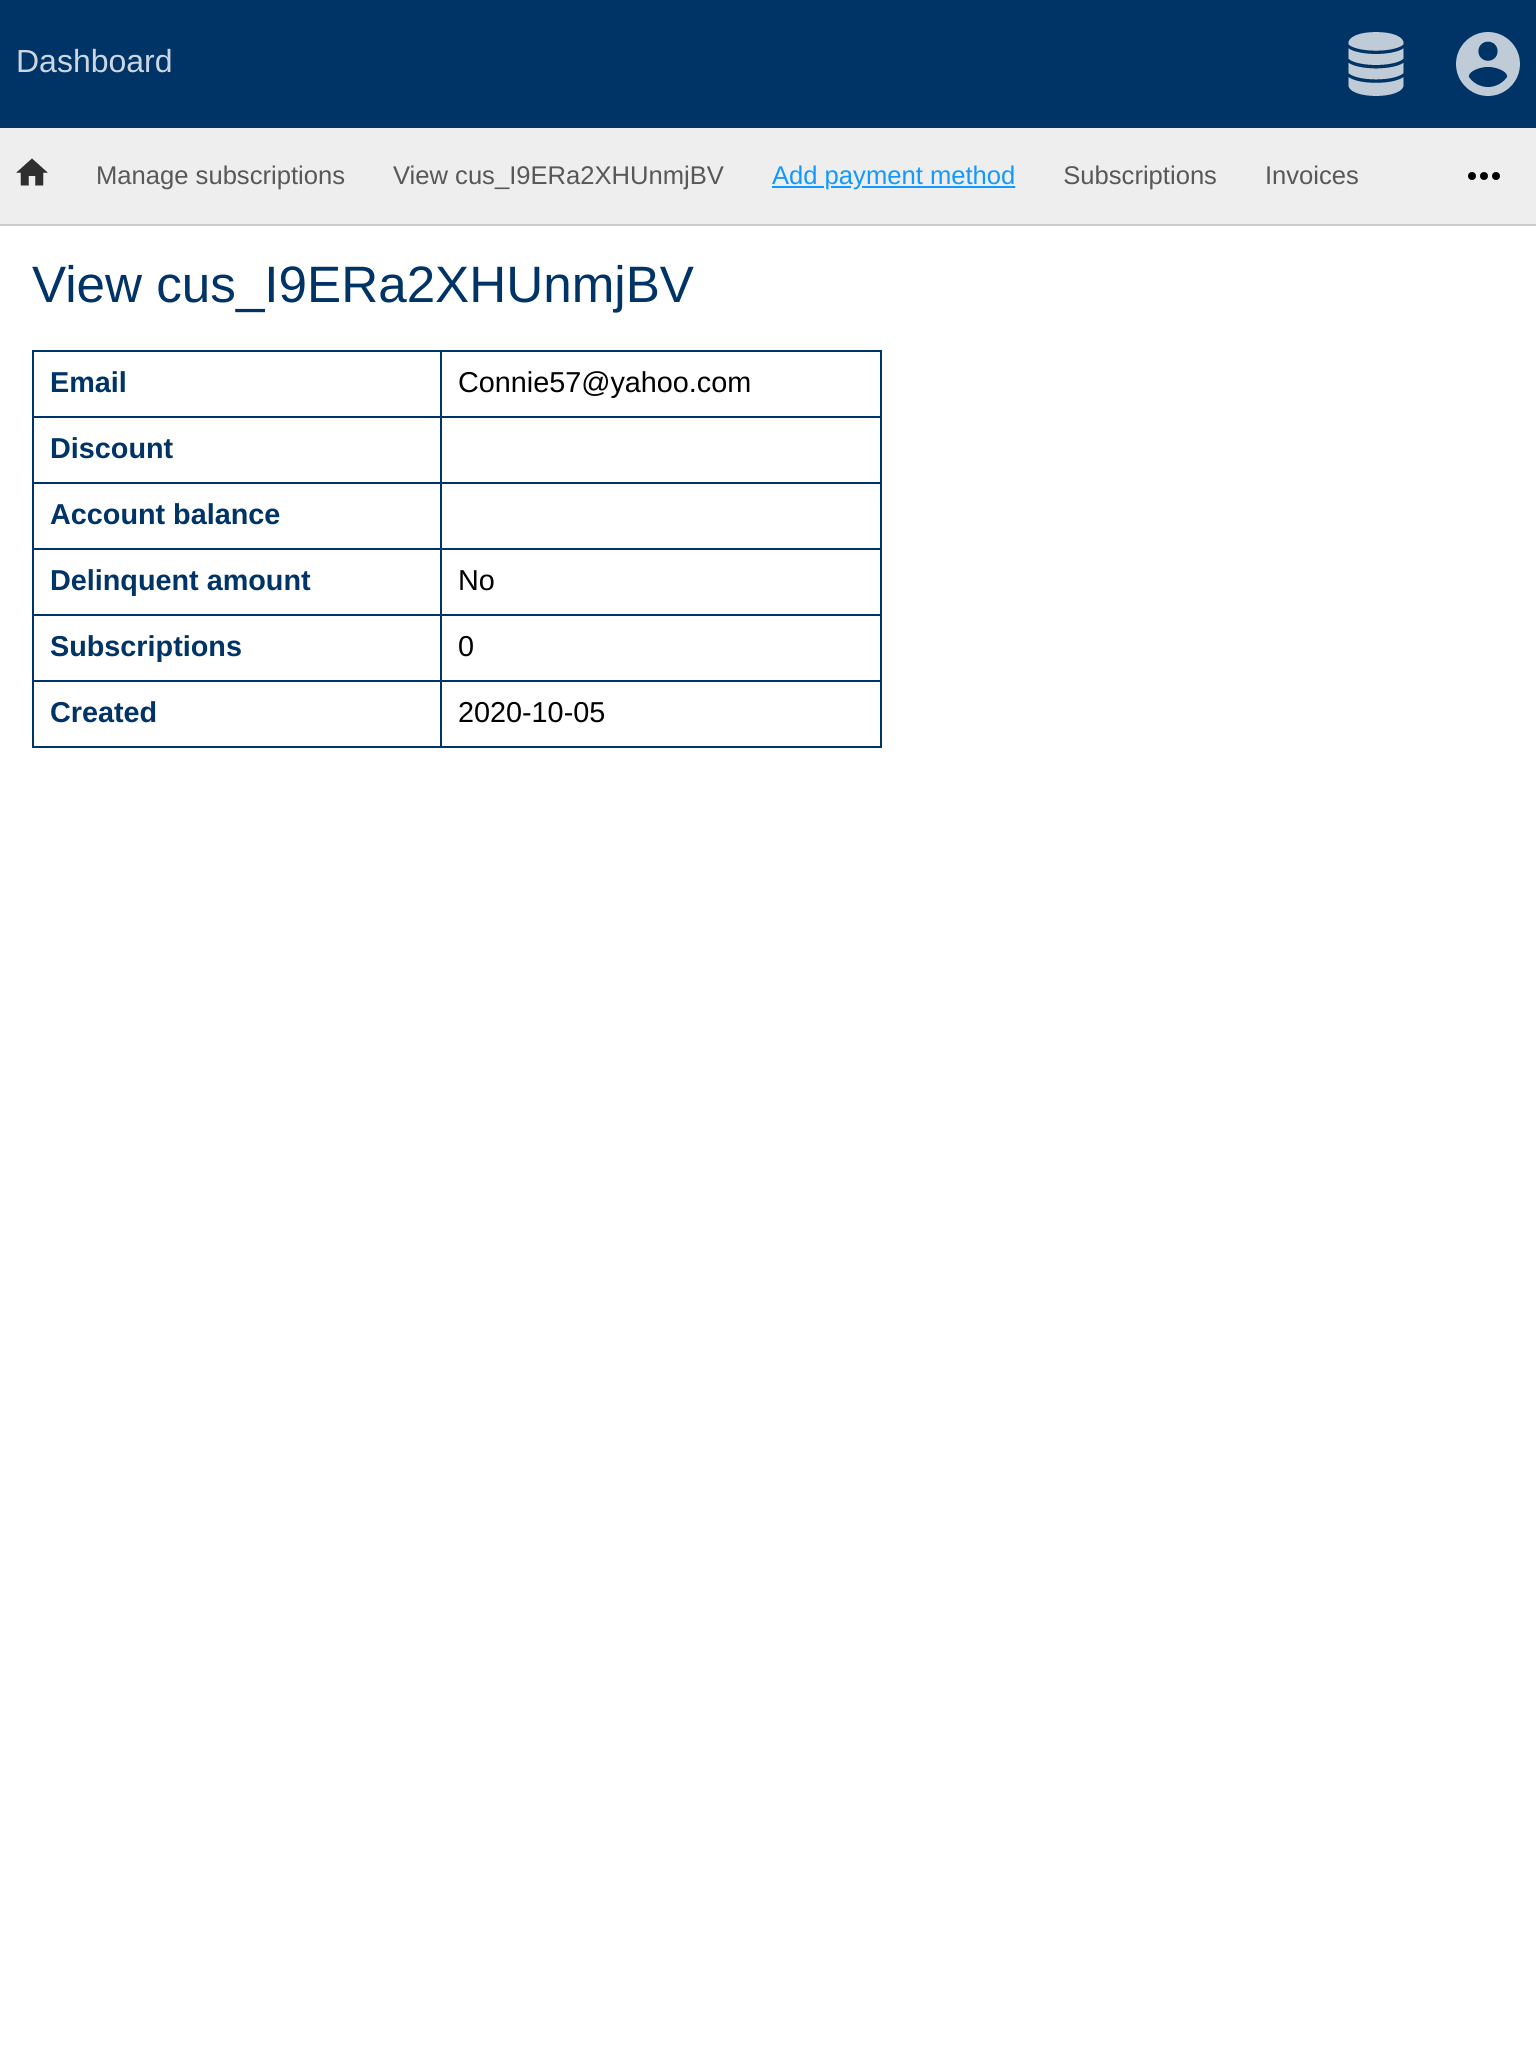 Dashboard
Manage subscriptions View cus_I9ERa2XHUnmjBV Add payment method Subscriptions Invoices
View cus_I9ERa2XHUnmjBV
Email Connie57@yahoo.com
Discount
Account balance
Delinquent amount No
Subscriptions 0
Created 2020-10-05